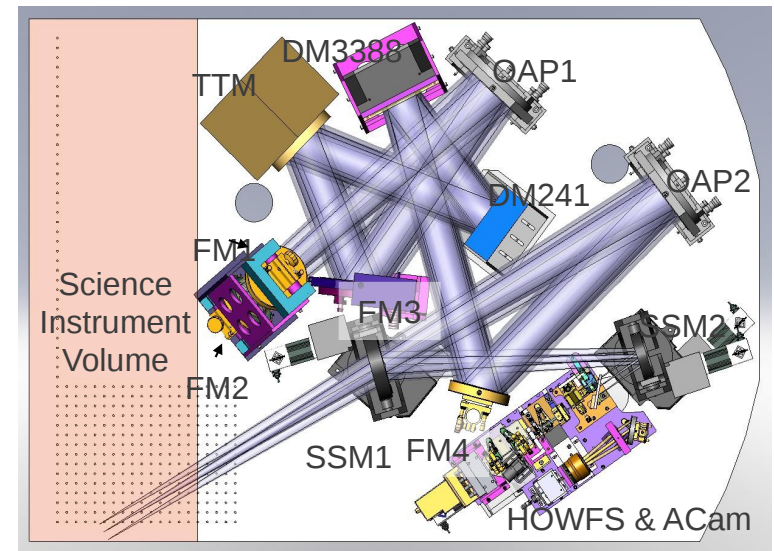 DM3388
TTM
OAP1
OAP2
DM241
FM1
Science
Instrument
Volume
FM3
SSM2
FM2
SSM1
FM4
HOWFS & ACam